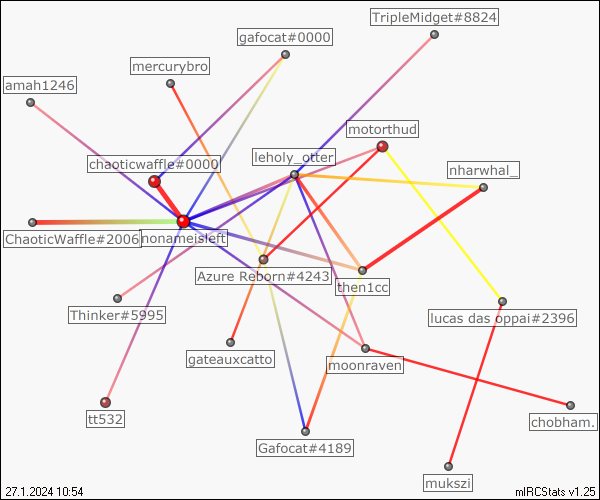 TripleMidget#8824
gafocat#0000
mercurybro
amah1246
motorthud
leholy_otter
chaoticwaffle#0000
nharwhal_
ChaoticWaffle#2006
nonameisleft
Azure Reborn#4243
then1cc
Thinker#5995
lucas das oppai#2396
gateauxcatto
moonraven
tt532
chobham.
Gafocat#4189
mukszi
27.1.2024 10:54
mIRCStats v1.25